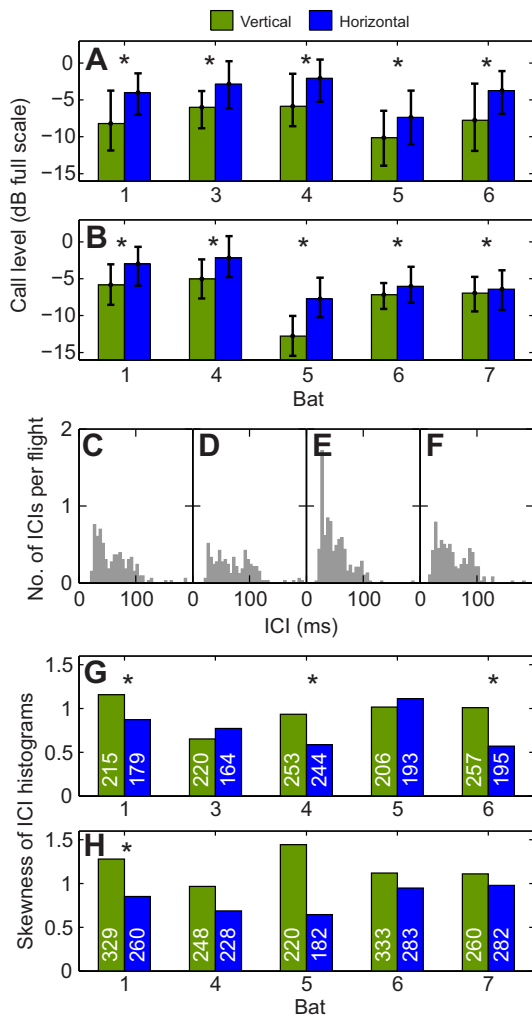 Vertical Horizontal
A
* * * * *
0
−5
−10
−15
1 3 4 5 6
Call level (dB full scale)
B
* * * * *
0
−5
−10
−15
1 4 5 6 7
Bat
C D E F
2
1
0
No. of ICIs per flight
0 100 0 100 0 100 0 100
ICI (ms)
G
* * *
1.5
1
0.5
0
215 179 220 164 253 244 206 193 257 195
1 3 4 5 6
Skewness of ICI histograms
H
*
1.5
1
0.5
0
329 260 248 228 220 182 333 283 260 282
1 4 5 6 7
Bat